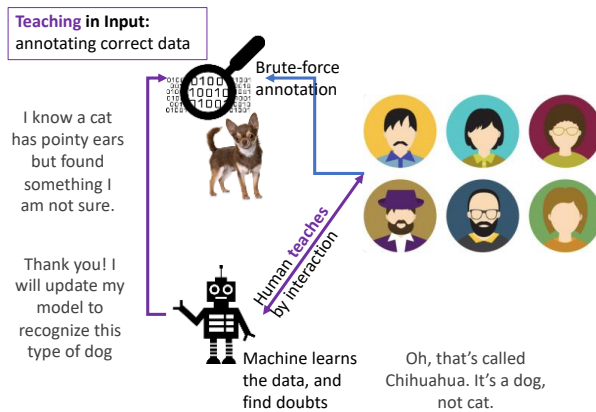 Teaching in Input:
annotating correct data
Brute-force
annotation
I know a cat
has pointy ears
but found
something I
am not sure.
Human teaches
by interaction
Thank you! I
will update my
model to
recognize this
type of dog
Machine learns
the data, and
find doubts
Oh, that's called
Chihuahua. It's a dog,
not cat.